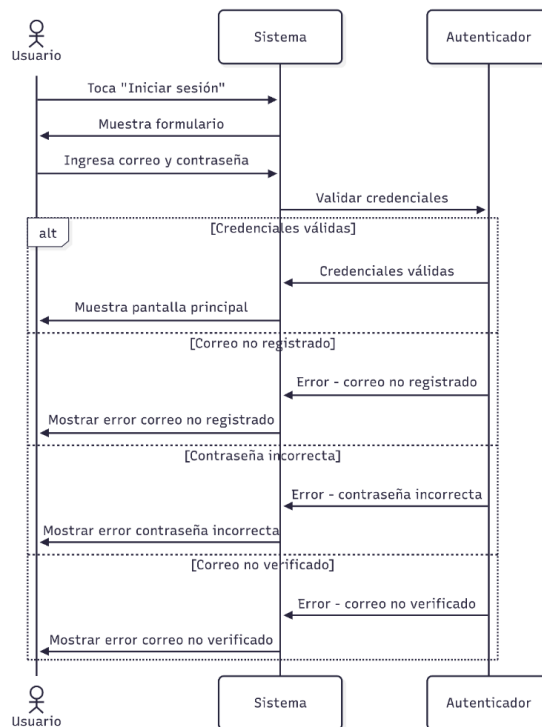 Usuario
Sistema
Autenticador
Toca "Iniciar sesión"
Muestra formulario
Ingresa correo y contraseña
Validar credenciales
alt
[Credenciales válidas]
Credenciales válidas
Muestra pantalla principal
[Correo no registrado]
Error - correo no registrado
Mostrar error correo no registrado
[Contraseña incorrecta]
Error - contraseña incorrecta
Mostrar error contraseña incorrecta
[Correo no verificado]
Error - correo no verificado
Mostrar error correo no verificado
Usuario
Sistema
Autenticador